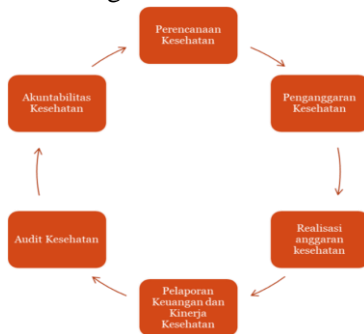 Perencanaan
Kesehatan
Penganggaran
Kesehatan
Realisasi
anggaran
kesehatan
Pelaporan
Keuangan dan
Kinerja
Kesehatan
Audit Kesehatan
Akuntabilitas
Kesehatan